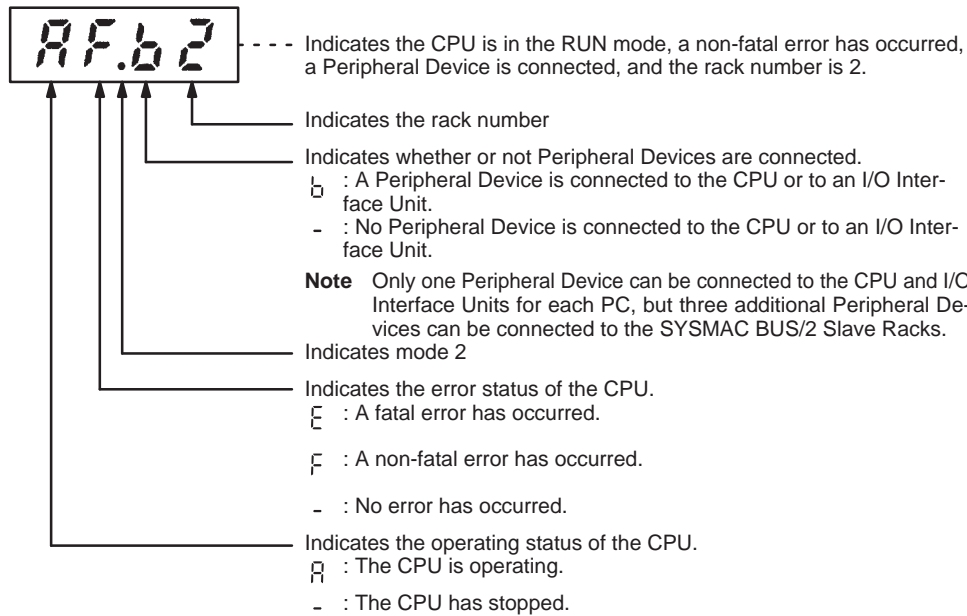 AF.b2
Indicates the CPU is in the RUN mode, a non-fatal error has occurred,
a Peripheral Device is connected, and the rack number is 2.
Indicates the rack number
Indicates whether or not Peripheral Devices are connected.
b : A Peripheral Device is connected to the CPU or to an I/O Inter-
face Unit.
- : No Peripheral Device is connected to the CPU or to an I/O Inter-
face Unit.
Note Only one Peripheral Device can be connected to the CPU and I/O
Interface Units for each PC, but three additional Peripheral De-
vices can be connected to the SYSMAC BUS/2 Slave Racks.
Indicates mode 2
Indicates the error status of the CPU.
E : A fatal error has occurred.
F : A non-fatal error has occurred.
- : No error has occurred.
Indicates the operating status of the CPU.
A : The CPU is operating.
- : The CPU has stopped.